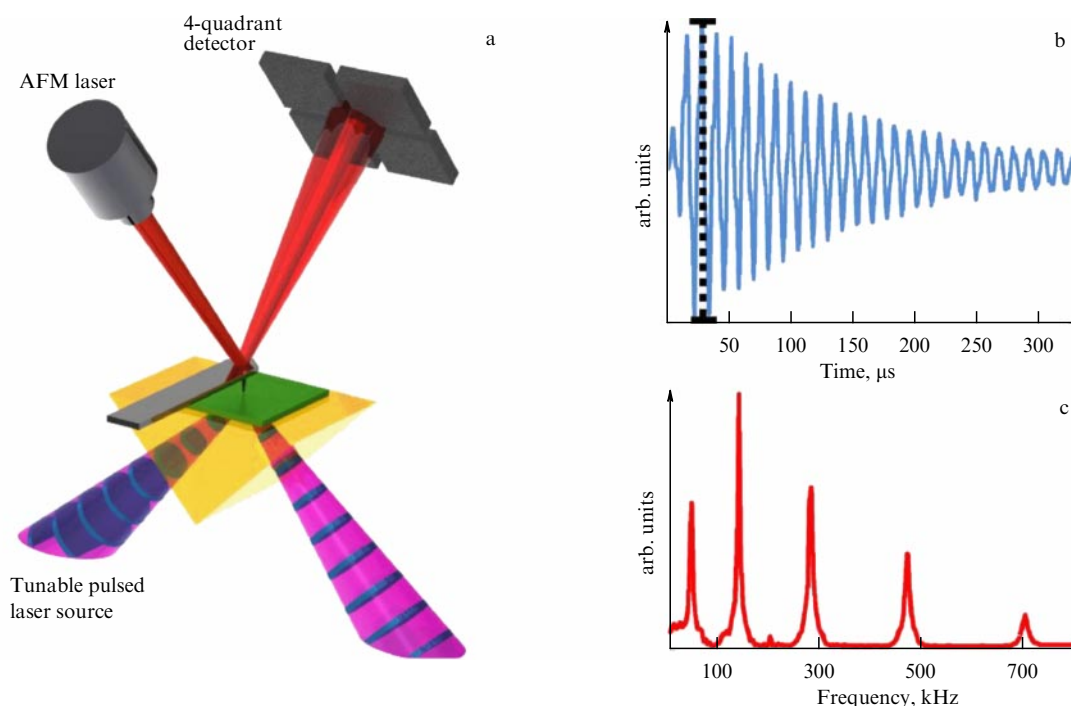 4-quadrant
detector
a
AFM laser
Tunable pulsed
laser source
b
arb. units
50 100 150 200 250 300
Time, μs
c
arb. units
100 300 500 700
Frequency, kHz